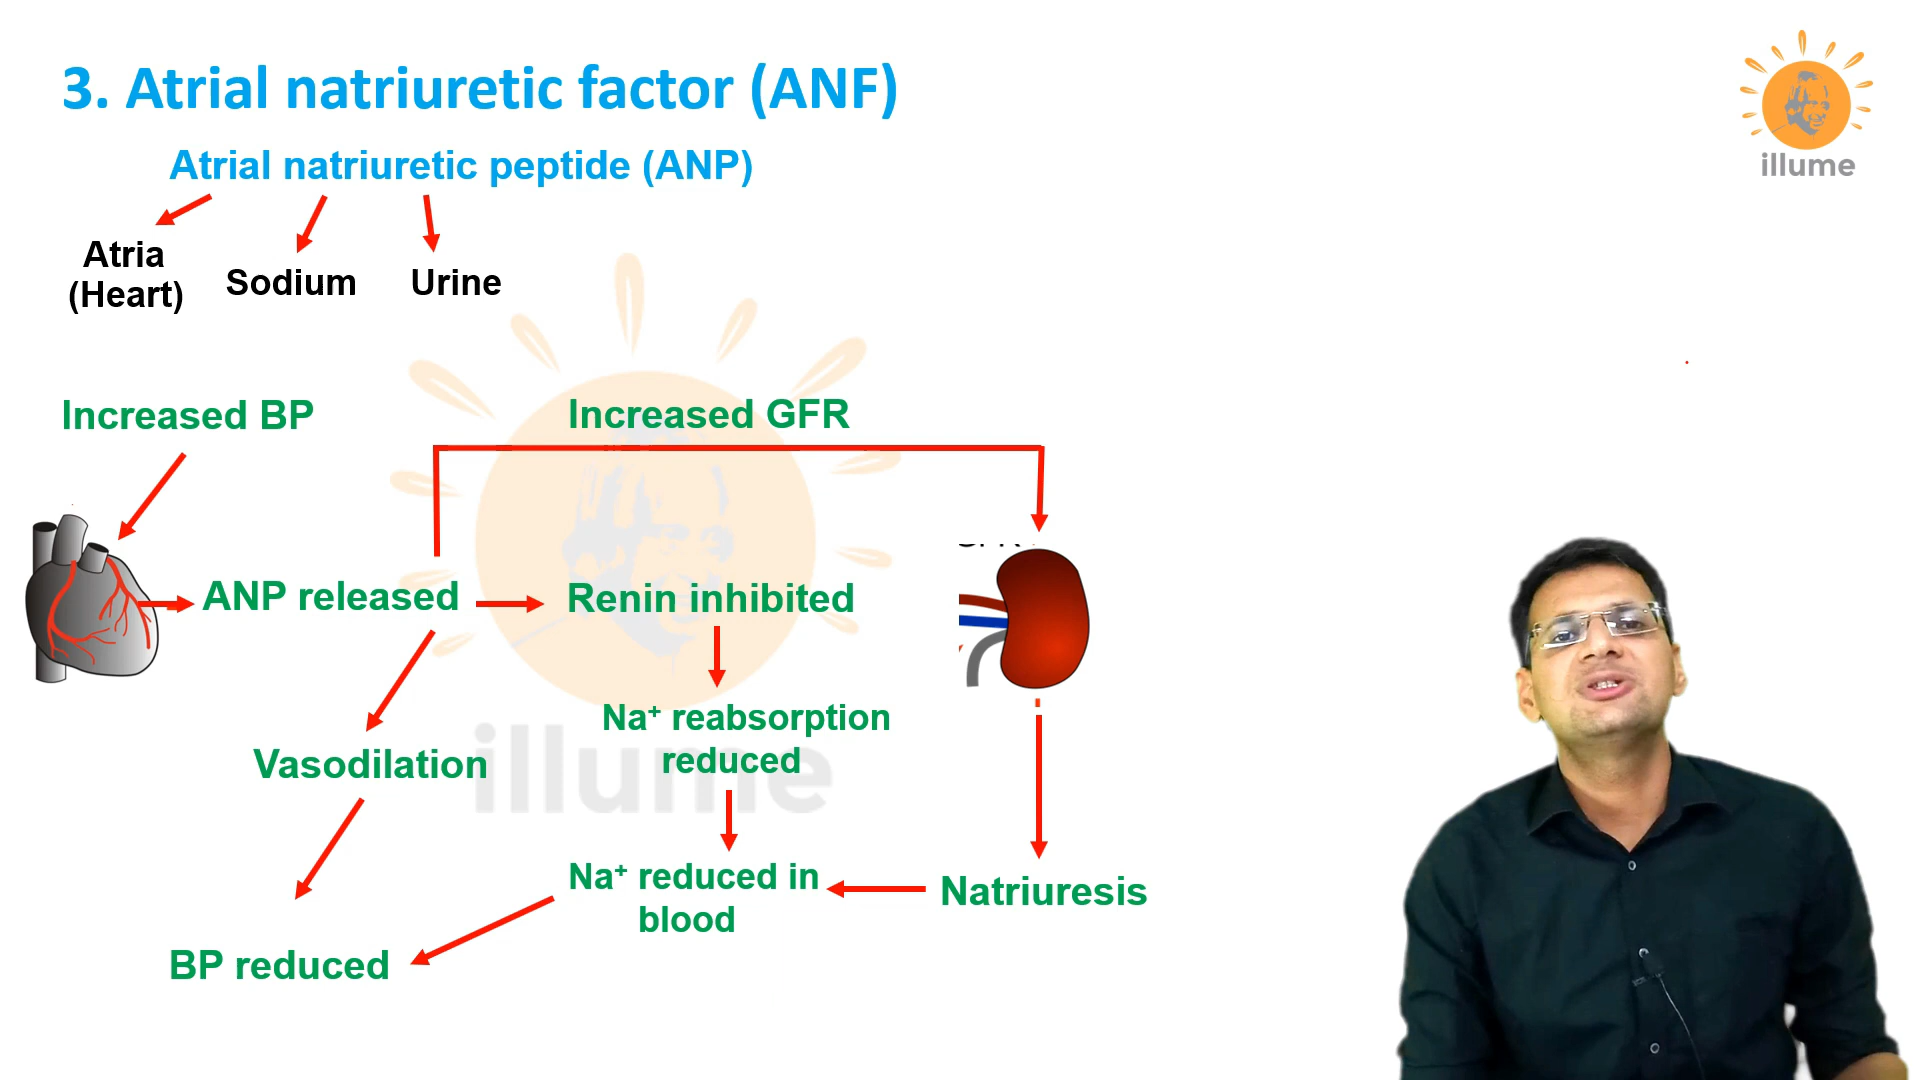 3. Atrial natriuretic factor (ANF)
illume
Atrial natriuretic peptide (ANP)
Atria
(Heart)
Sodium
Urine
Increased BP
Increased GFR
ANP released
Renin inhibited
Na⁺ reabsorption
reduced
Vasodilation
illume
Na⁺ reduced in
blood
Natriuresis
BP reduced